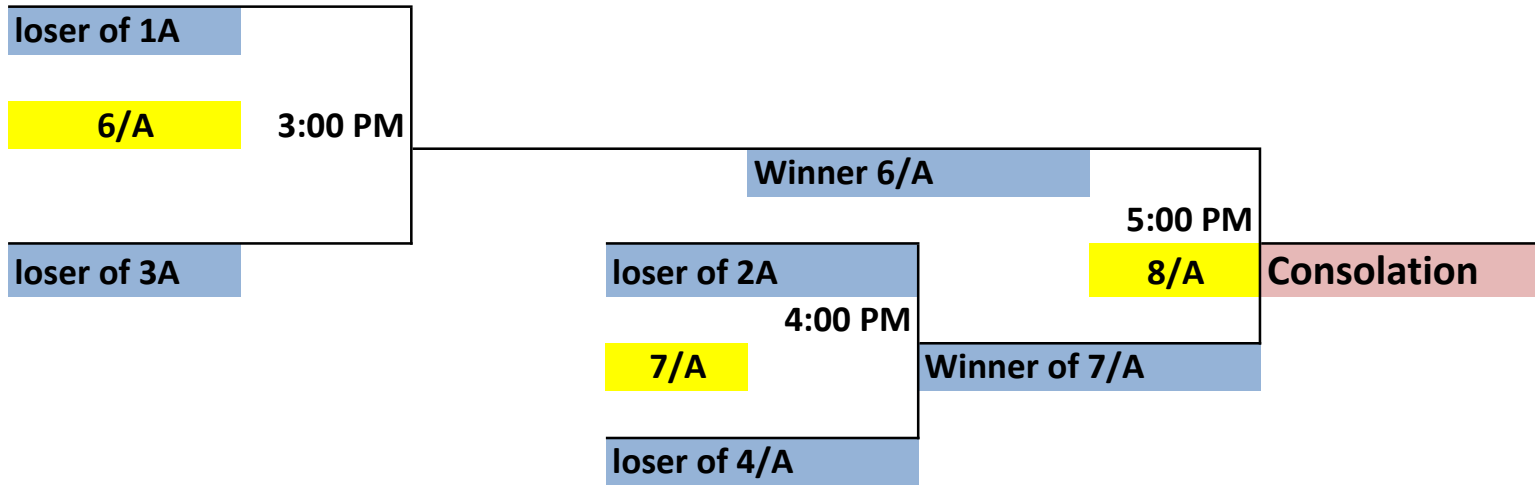 loser of 1A
6/A 3:00 PM
Winner 6/A
5:00 PM
loser of 3A loser of 2A 8/A Consolation
4:00 PM
7/A Winner of 7/A
loser of 4/A